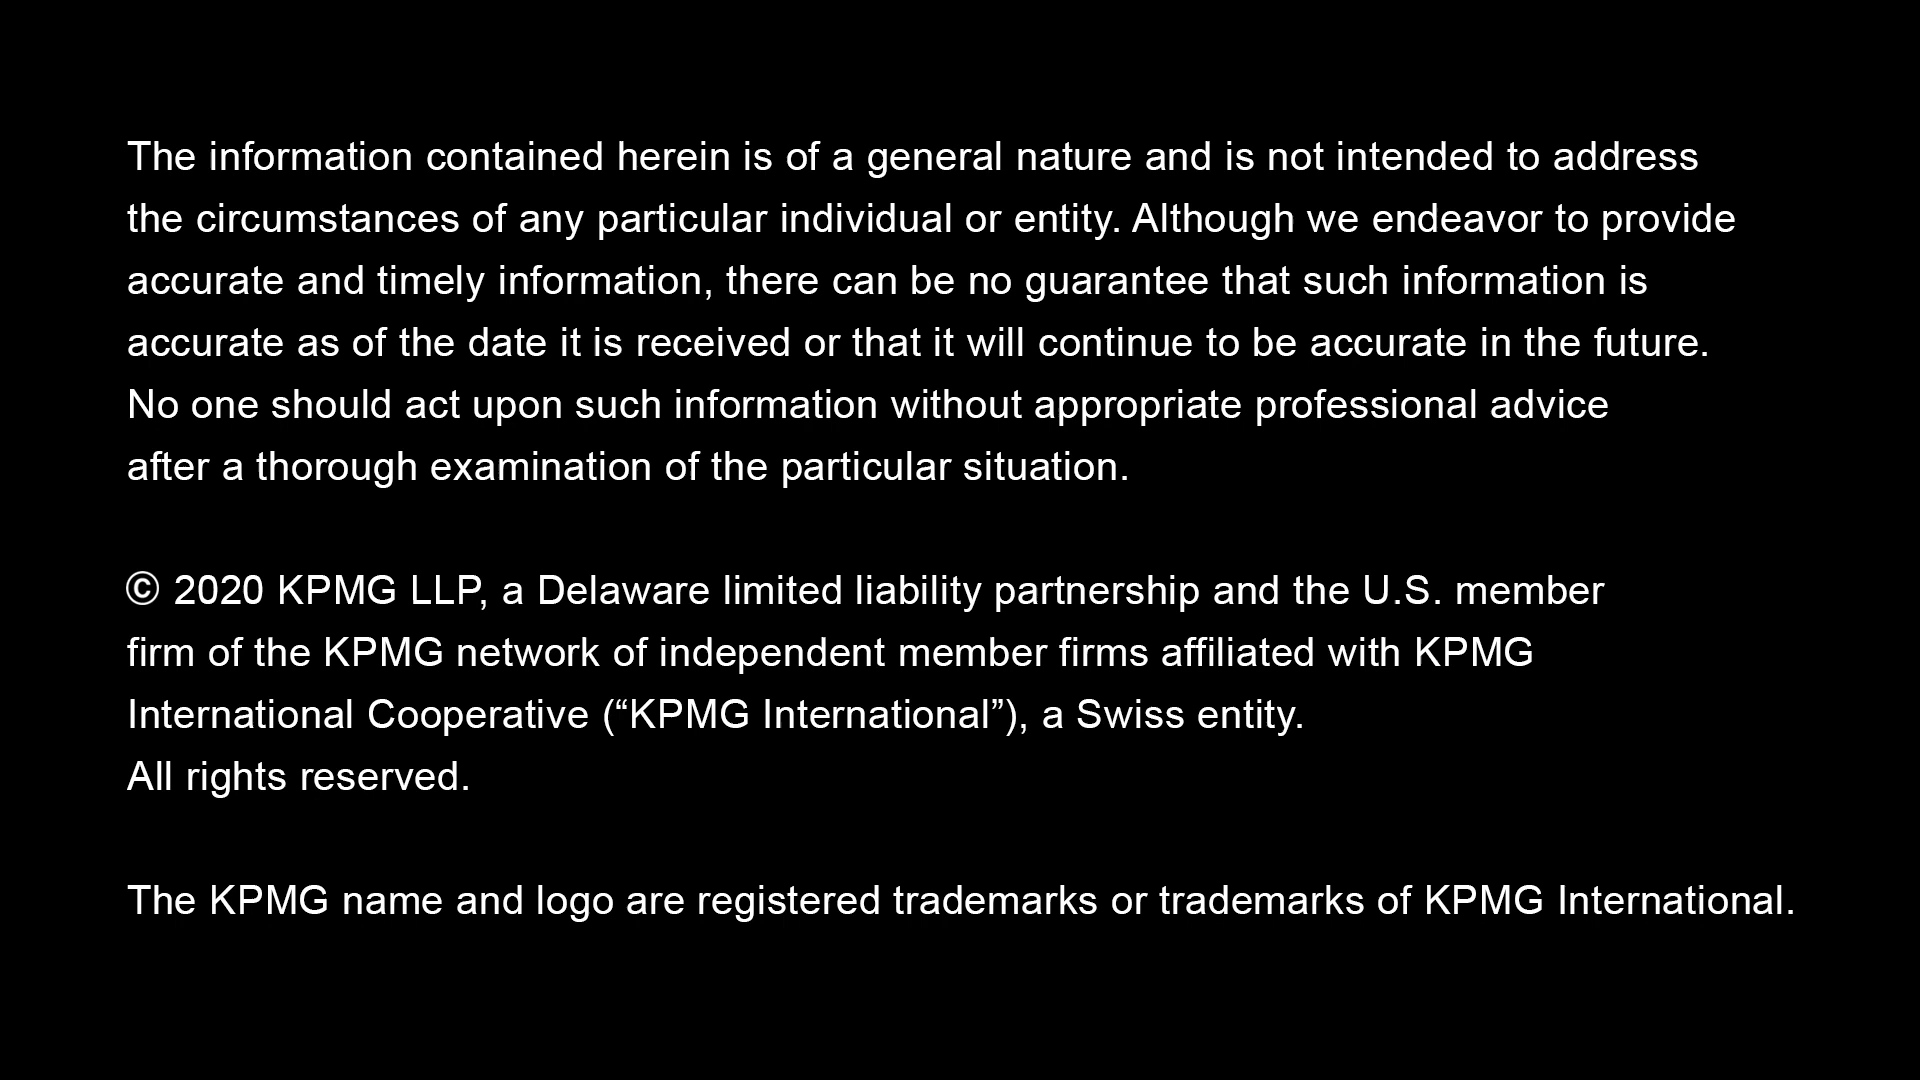 The information contained herein is of a general nature and is not intended to address
the circumstances of any particular individual or entity. Although we endeavor to provide
accurate and timely information, there can be no guarantee that such information is
accurate as of the date it is received or that it will continue to be accurate in the future.
No one should act upon such information without appropriate professional advice
after a thorough examination of the particular situation.
© 2020 KPMG LLP, a Delaware limited liability partnership and the U.S. member
firm of the KPMG network of independent member firms affiliated with KPMG
International Cooperative (“KPMG International”), a Swiss entity.
All rights reserved.
The KPMG name and logo are registered trademarks or trademarks of KPMG International.